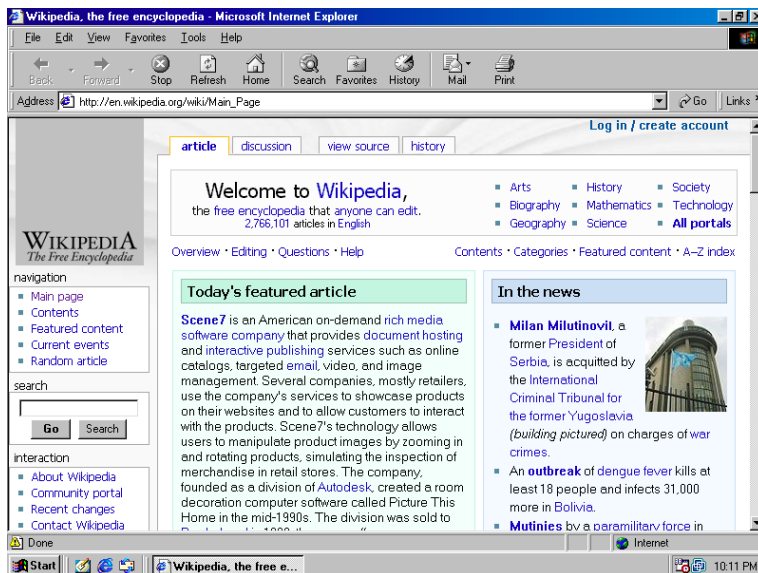 Wikipedia, the free encyclopedia - Microsoft Internet Explorer
File Edit View Favorites Tools Help
Back Forward Stop Refresh Home Search Favorites History Mail Print
Address http://en.wikipedia.org/wiki/Main_Page Go Links
Log in / create account
article discussion view source history
Welcome to Wikipedia,
the free encyclopedia that anyone can edit.
2,766,101 articles in English
Arts History Society
Biography Mathematics Technology
Geography Science All portals
Overview · Editing · Questions · Help
Contents · Categories · Featured content · A–Z index
WIKIPEDIA
The Free Encyclopedia
navigation
Main page
Contents
Featured content
Current events
Random article
search
Go Search
interaction
About Wikipedia
Community portal
Recent changes
Contact Wikipedia
Today's featured article
Scene7 is an American on-demand rich media
software company that provides document hosting
and interactive publishing services such as online
catalogs, targeted email, video, and image
management. Several companies, mostly retailers,
use the company's services to showcase products
on their websites and to allow customers to interact
with the products. Scene7's technology allows
users to manipulate product images by zooming in
and rotating products, simulating the inspection of
merchandise in retail stores. The company,
founded as a division of Autodesk, created a room
decoration computer software called Picture This
Home in the mid-1990s. The division was sold to
In the news
Milan Milutinovil, a
former President of
Serbia, is acquitted by
the International
Criminal Tribunal for
the former Yugoslavia
(building pictured) on charges of war
crimes.
An outbreak of dengue fever kills at
least 18 people and infects 31,000
more in Bolivia.
Mutinies by a paramilitary force in
Done Internet
Start Wikipedia, the free e... 10:11 PM